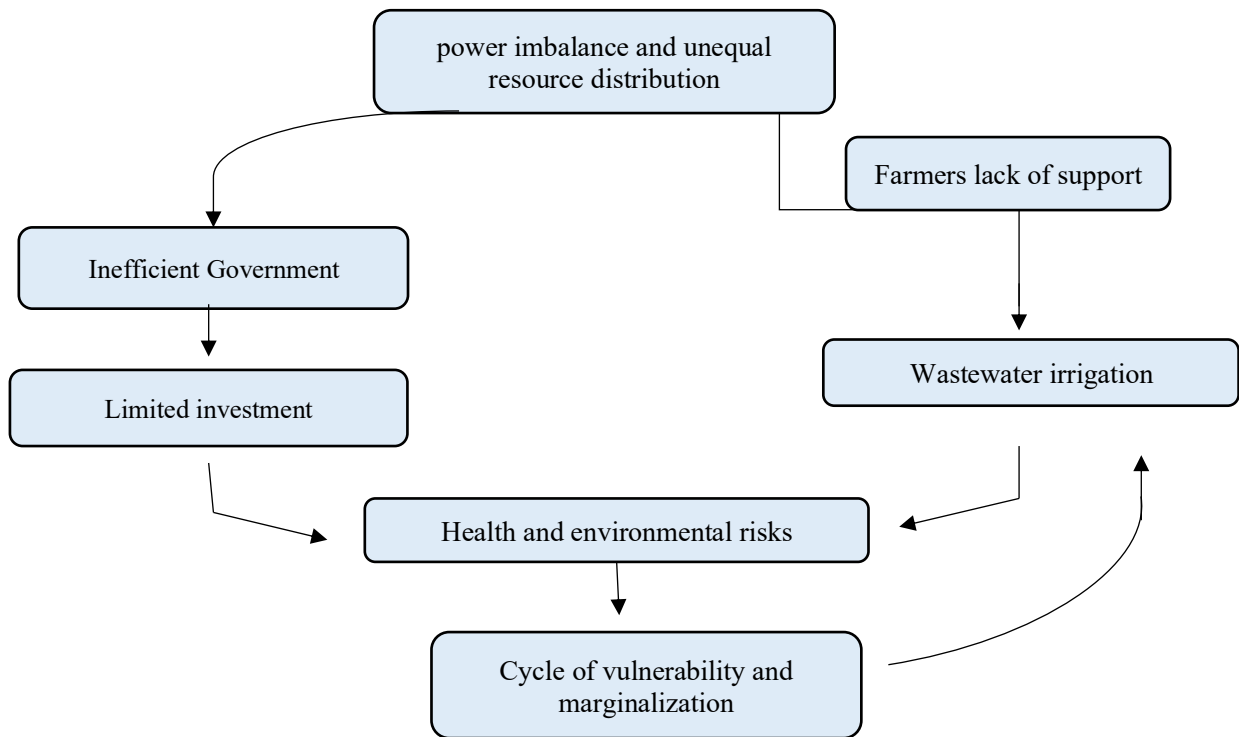 power imbalance and unequal
resource distribution
Farmers lack of support
Inefficient Government
Wastewater irrigation
Limited investment
Health and environmental risks
Cycle of vulnerability and
marginalization